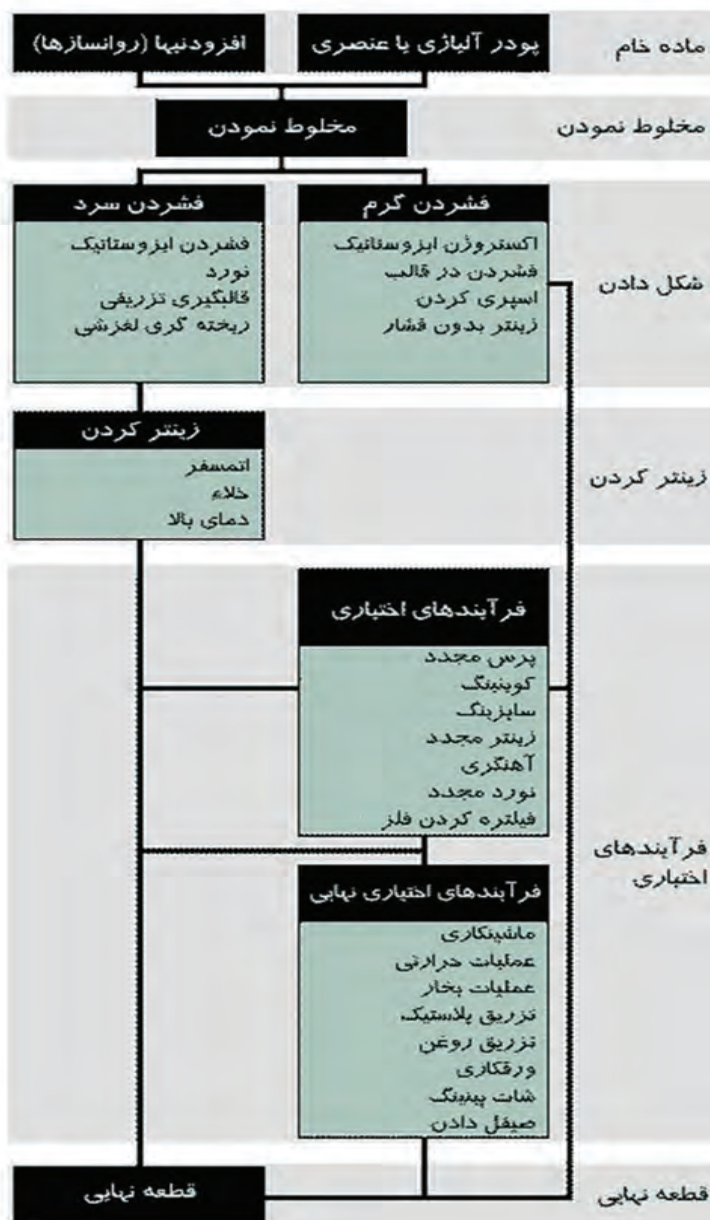 ماده خام
پودر آلیاژی یا عنصری
افزودنیها (روانسازها)
مخلوط نمودن
مخلوط نمودن
شکل دادن
فشردن گرم
اکستروژن ایزوستاتیک
فشردن در قالب
اسپری کردن
زینتر بدون فشار
فشردن سرد
فشردن ایزوستاتیک
نورد
قالبگیری تزریقی
ریخته گری لغزشی
زینتر کردن
زینتر کردن
اتمسفر
خلاء
دمای بالا
فرآیندهای
اختیاری
فرآیندهای اختیاری
پرس مجدد
کوینینگ
سایزینگ
زینتر مجدد
آهنگری
نورد مجدد
فیلتره کردن فلز
فرآیندهای اختیاری نهایی
ماشینکاری
عملیات حرارتی
عملیات بخار
تزریق پلاستیک
تزریق روغن
ورقکاری
شات پینینگ
صیقل دادن
قطعه نهایی
قطعه نهایی